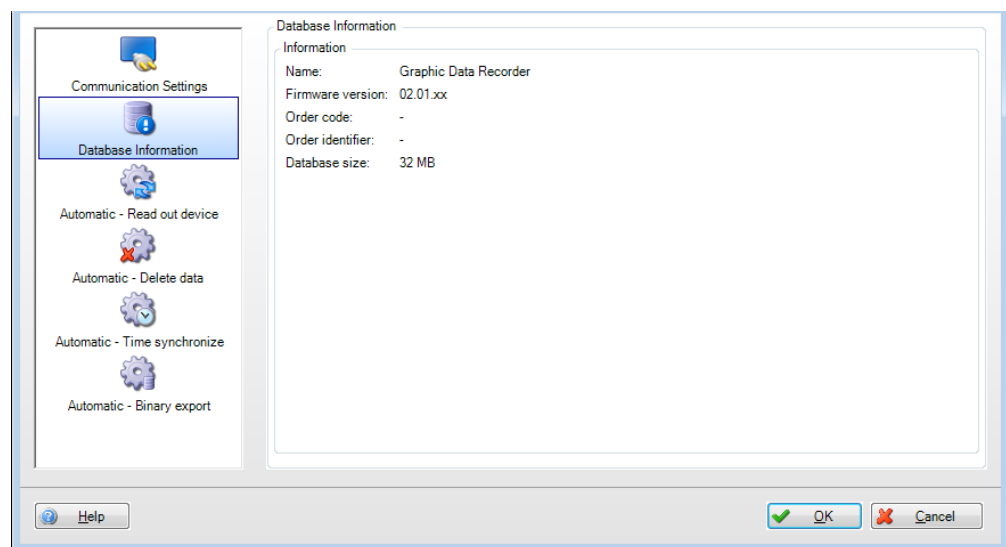 Communication Settings
Database Information
Automatic - Read out device
Automatic - Delete data
Automatic - Time synchronize
Automatic - Binary export
Database Information
Information
Name: Graphic Data Recorder
Firmware version: 02.01.xx
Order code: -
Order identifier: -
Database size: 32 MB
Help
OK
Cancel